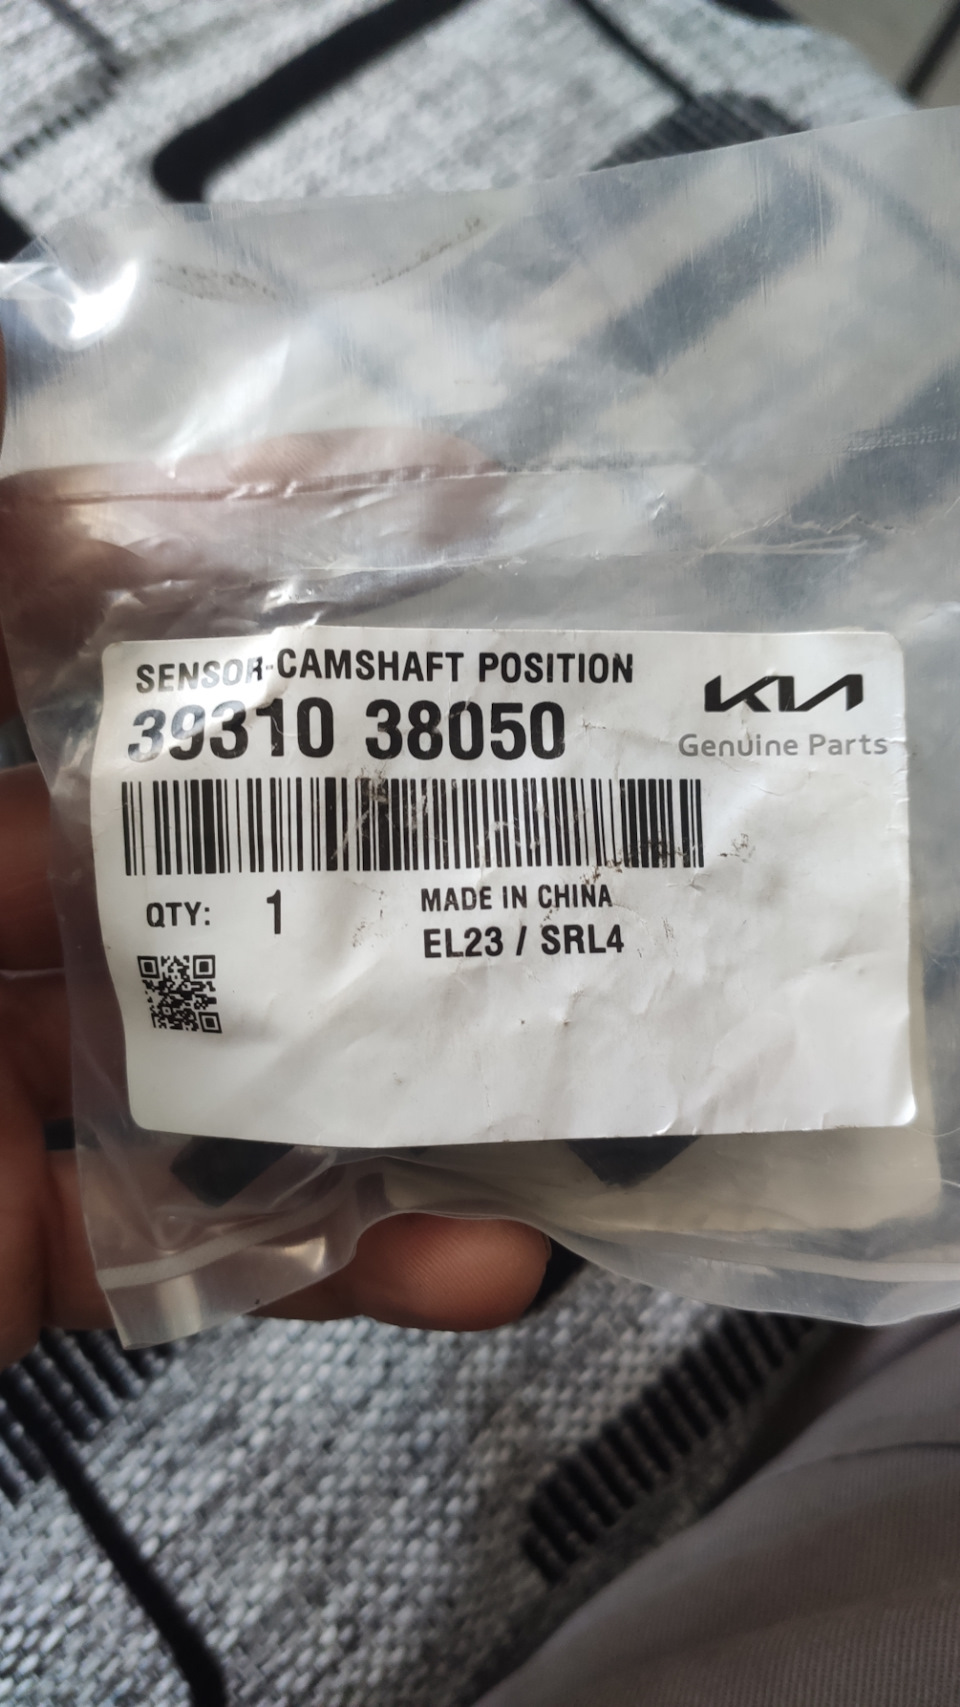 SENSOR-CAMSHAFT POSITION
39310 38050
KIA
Genuine Parts
QTY: 1
MADE IN CHINA
EL23 / SRL4